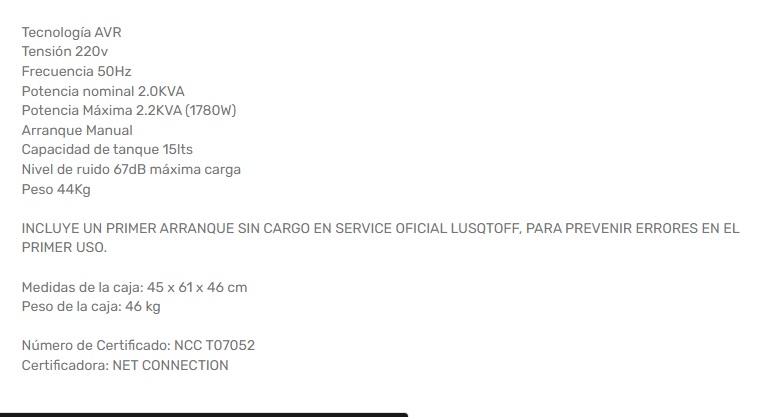 Tecnología AVR
Tensión 220v
Frecuencia 50Hz
Potencia nominal 2.0KVA
Potencia Máxima 2.2KVA (1780W)
Arranque Manual
Capacidad de tanque 15lts
Nivel de ruido 67dB máxima carga
Peso 44Kg
INCLUYE UN PRIMER ARRANQUE SIN CARGO EN SERVICE OFICIAL LUSQTOFF, PARA PREVENIR ERRORES EN EL
PRIMER USO.
Medidas de la caja: 45 x 61 x 46 cm
Peso de la caja: 46 kg
Número de Certificado: NCC T07052
Certificadora: NET CONNECTION